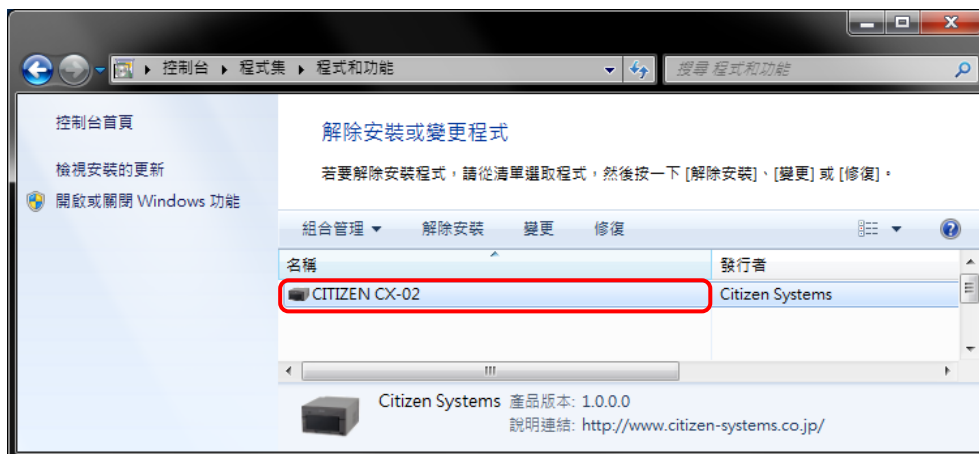 控制台 ▸ 程式集 ▸ 程式和功能
搜尋 程式和功能
控制台首頁
檢視安裝的更新
開啟或關閉 Windows 功能
解除安裝或變更程式
若要解除安裝程式，請從清單選取程式，然後按一下 [解除安裝]、[變更] 或 [修復]。
組合管理 解除安裝 變更 修復
名稱 發行者
CITIZEN CX-02 Citizen Systems
Citizen Systems 產品版本: 1.0.0.0
說明連結: http://www.citizen-systems.co.jp/